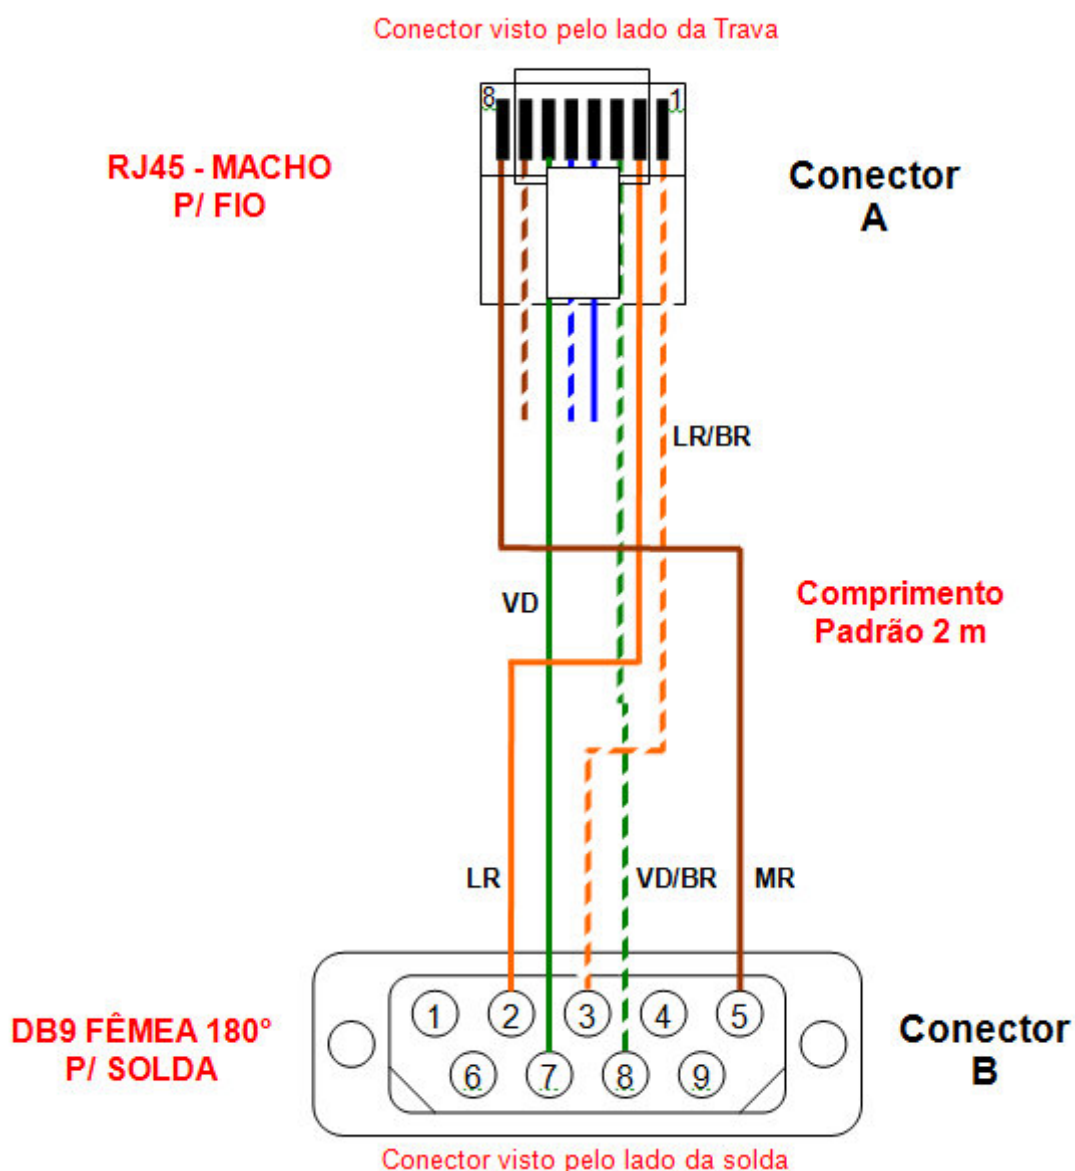 Conector visto pelo lado da Trava
8
1
RJ45 - MACHO
P/ FIO
Conector
A
LR/BR
VD
Comprimento
Padrão 2 m
LR
VD/BR
MR
1 2 3 4 5
6 7 8 9
DB9 FÊMEA 180°
P/ SOLDA
Conector
B
Conector visto pelo lado da solda